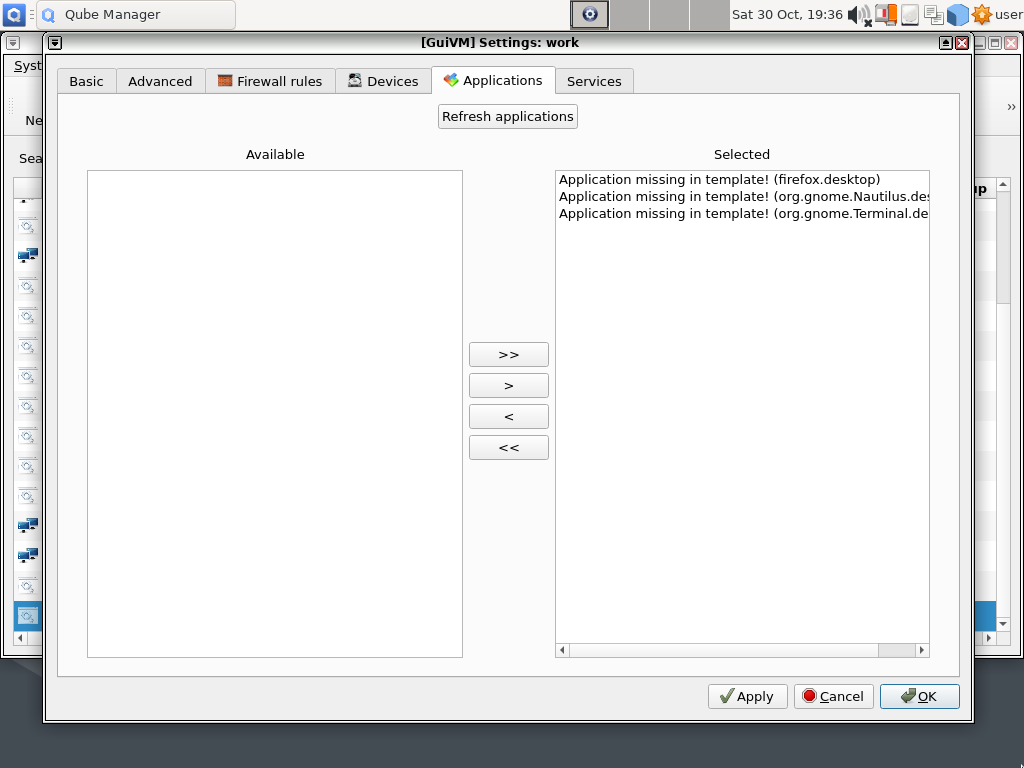 Qube Manager
Sat 30 Oct, 19:36
user
[GuiVM] Settings: work
Syst
Basic
Advanced
Firewall rules
Devices
Applications
Services
Refresh applications
Ne
Sea
Available
Selected
up
Application missing in template! (firefox.desktop)
Application missing in template! (org.gnome.Nautilus.des
Application missing in template! (org.gnome.Terminal.de
>>
>
<
<<
Apply
Cancel
OK